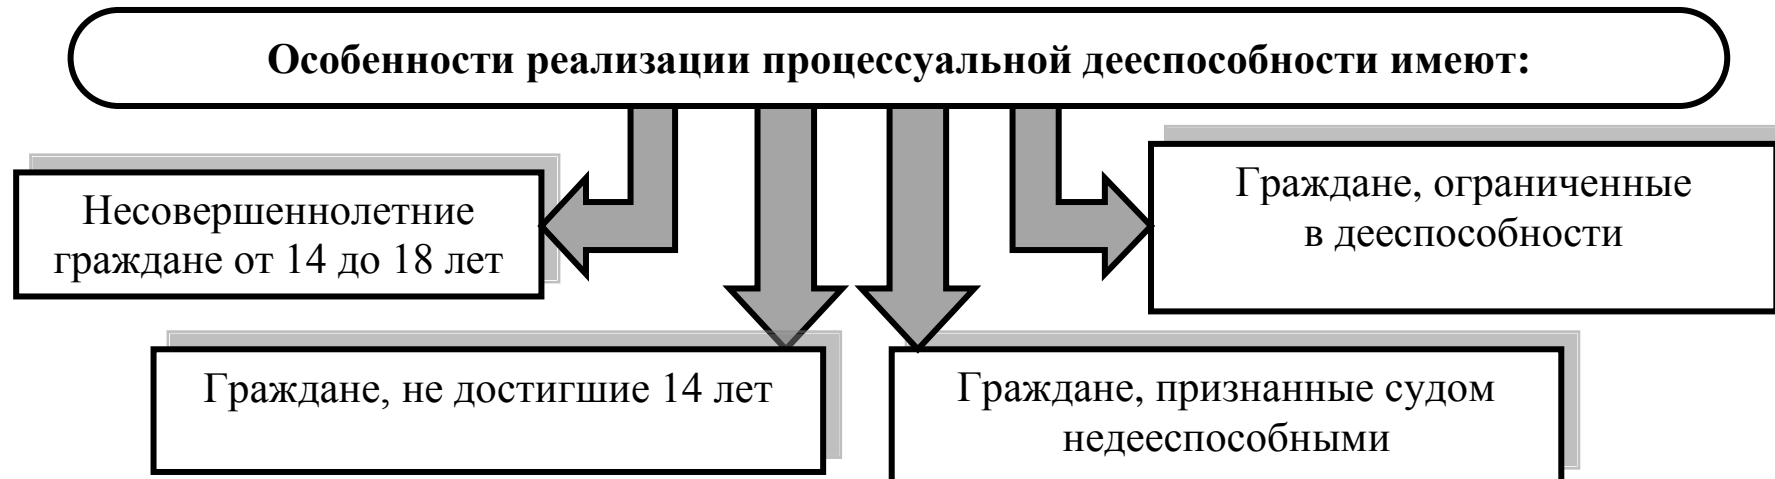 Особенности реализации процессуальной дееспособности имеют:
Несовершеннолетние
граждане от 14 до 18 лет
Граждане, ограниченные
в дееспособности
Граждане, не достигшие 14 лет
Граждане, признанные судом
недееспособными